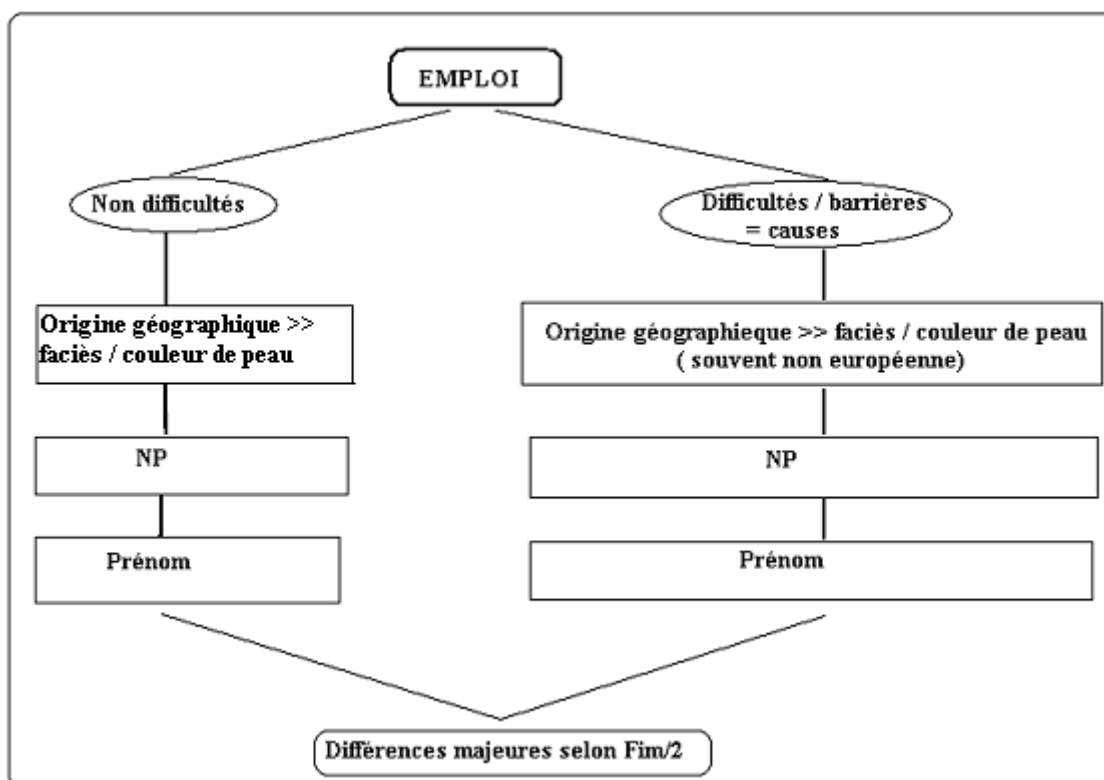 EMPLOI
Non difficultés
Difficultés / barrières
= causes
Origine géographique >>
faciès / couleur de peau
Origine géographieque >> faciès / couleur de peau
( souvent non européenne)
NP
NP
Prénom
Prénom
Différences majeures selon Fim/2